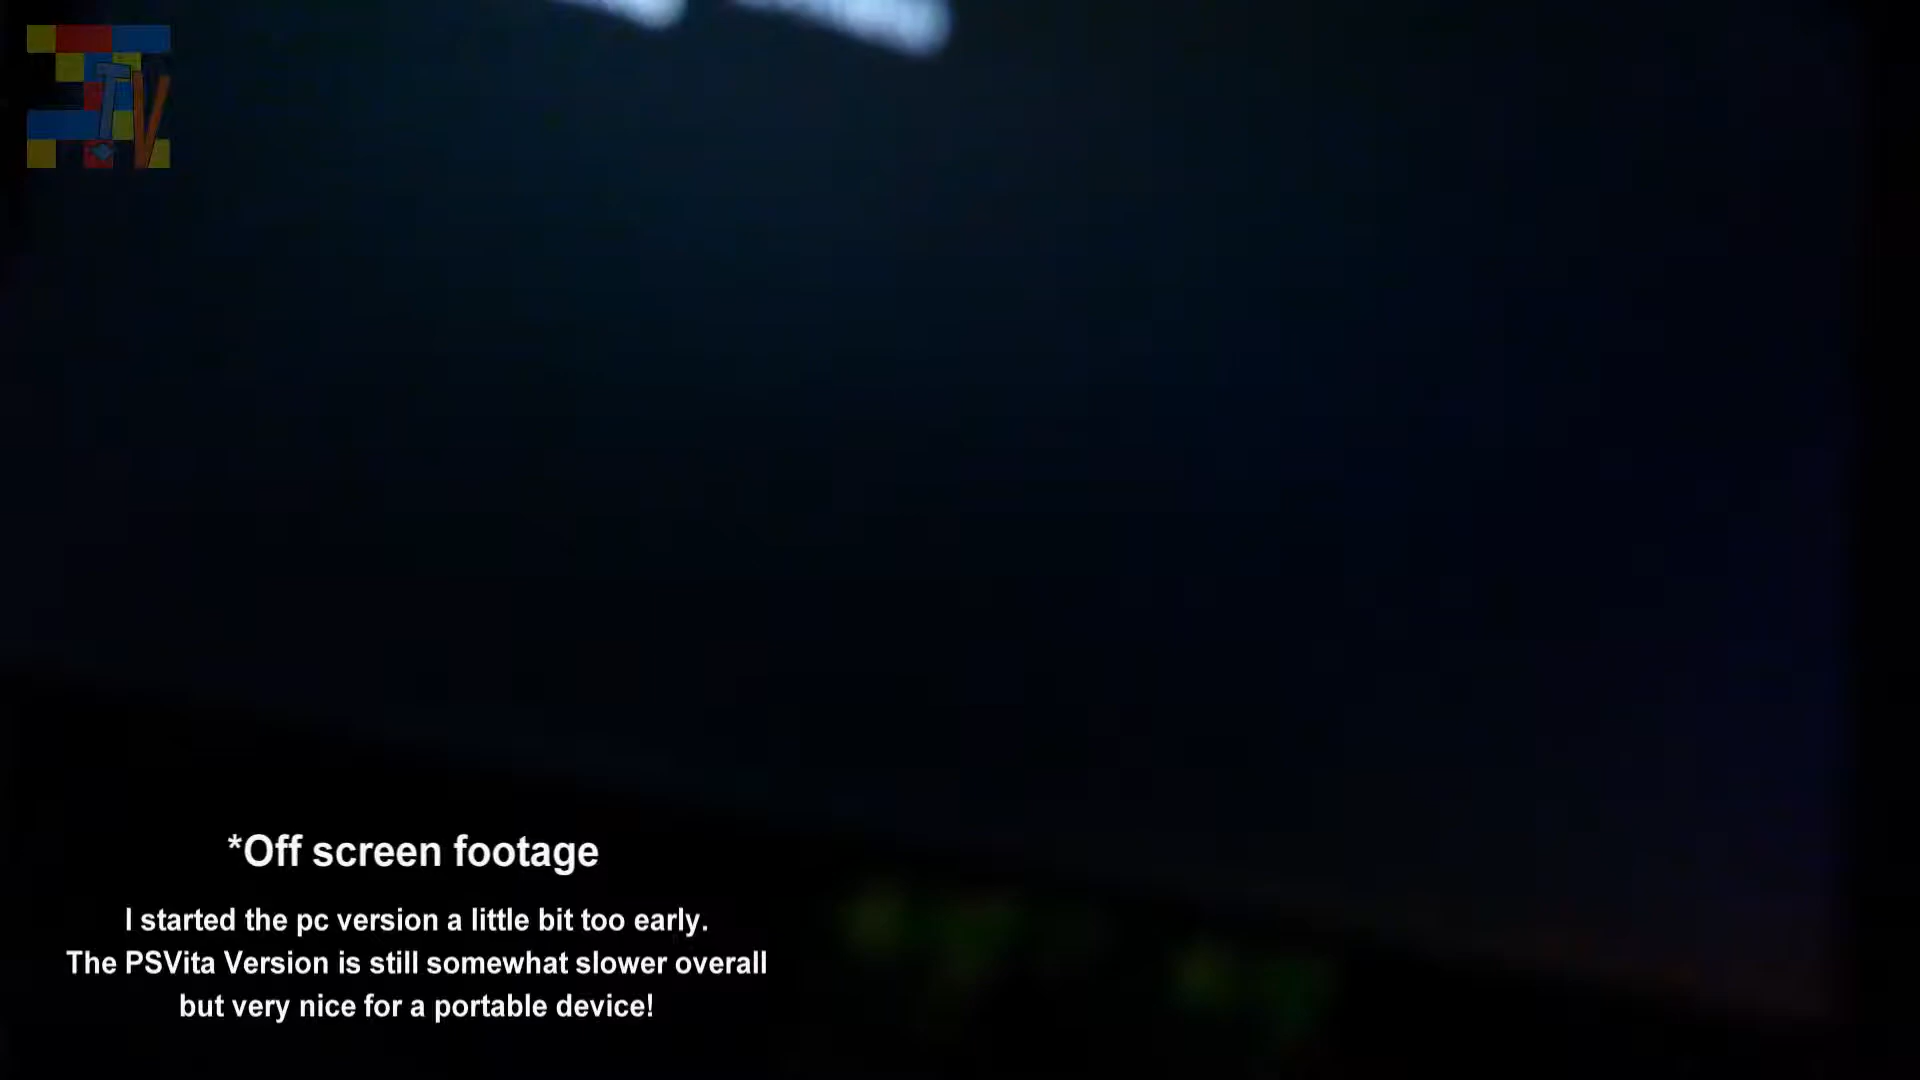 TV
*Off screen footage
I started the pc version a little bit too early.
The PSVita Version is still somewhat slower overall
but very nice for a portable device!